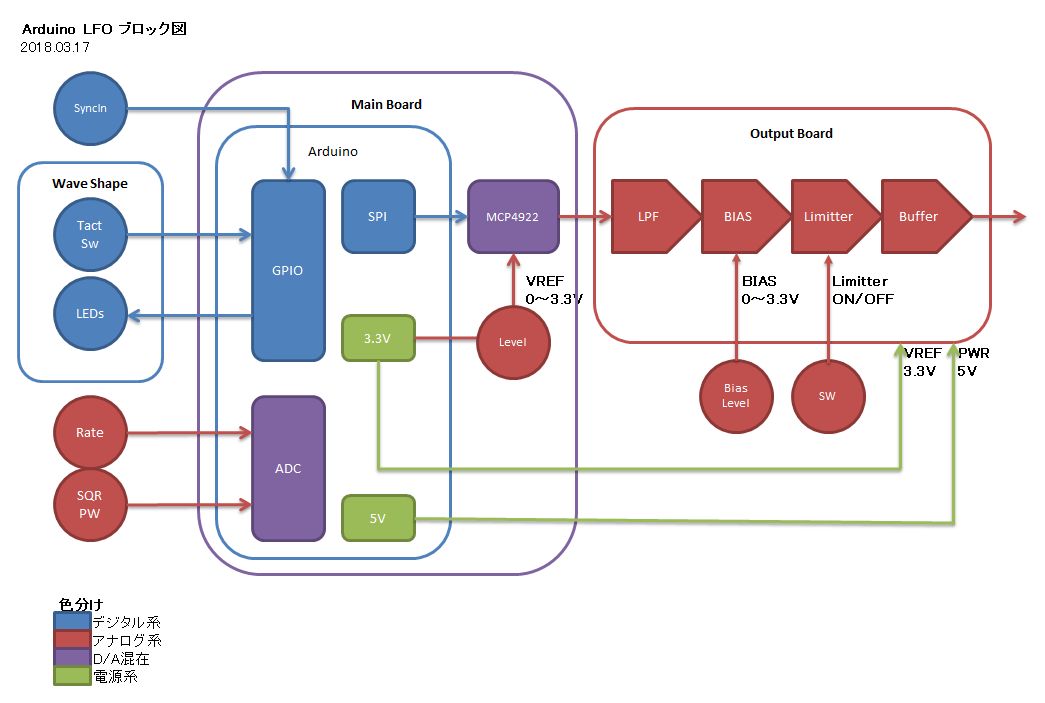 Arduino LFO ブロック図
2018.03.17
SyncIn
Main Board
Arduino
Output Board
Wave Shape
Tact
Sw
LEDs
GPIO
SPI
MCP4922
LPF
BIAS
Limitter
Buffer
VREF
0～3.3V
BIAS
0～3.3V
Limitter
ON/OFF
3.3V
Level
VREF
3.3V
PWR
5V
Bias
Level
SW
Rate
SQR
PW
ADC
5V
色分け
デジタル系
アナログ系
D/A混在
電源系